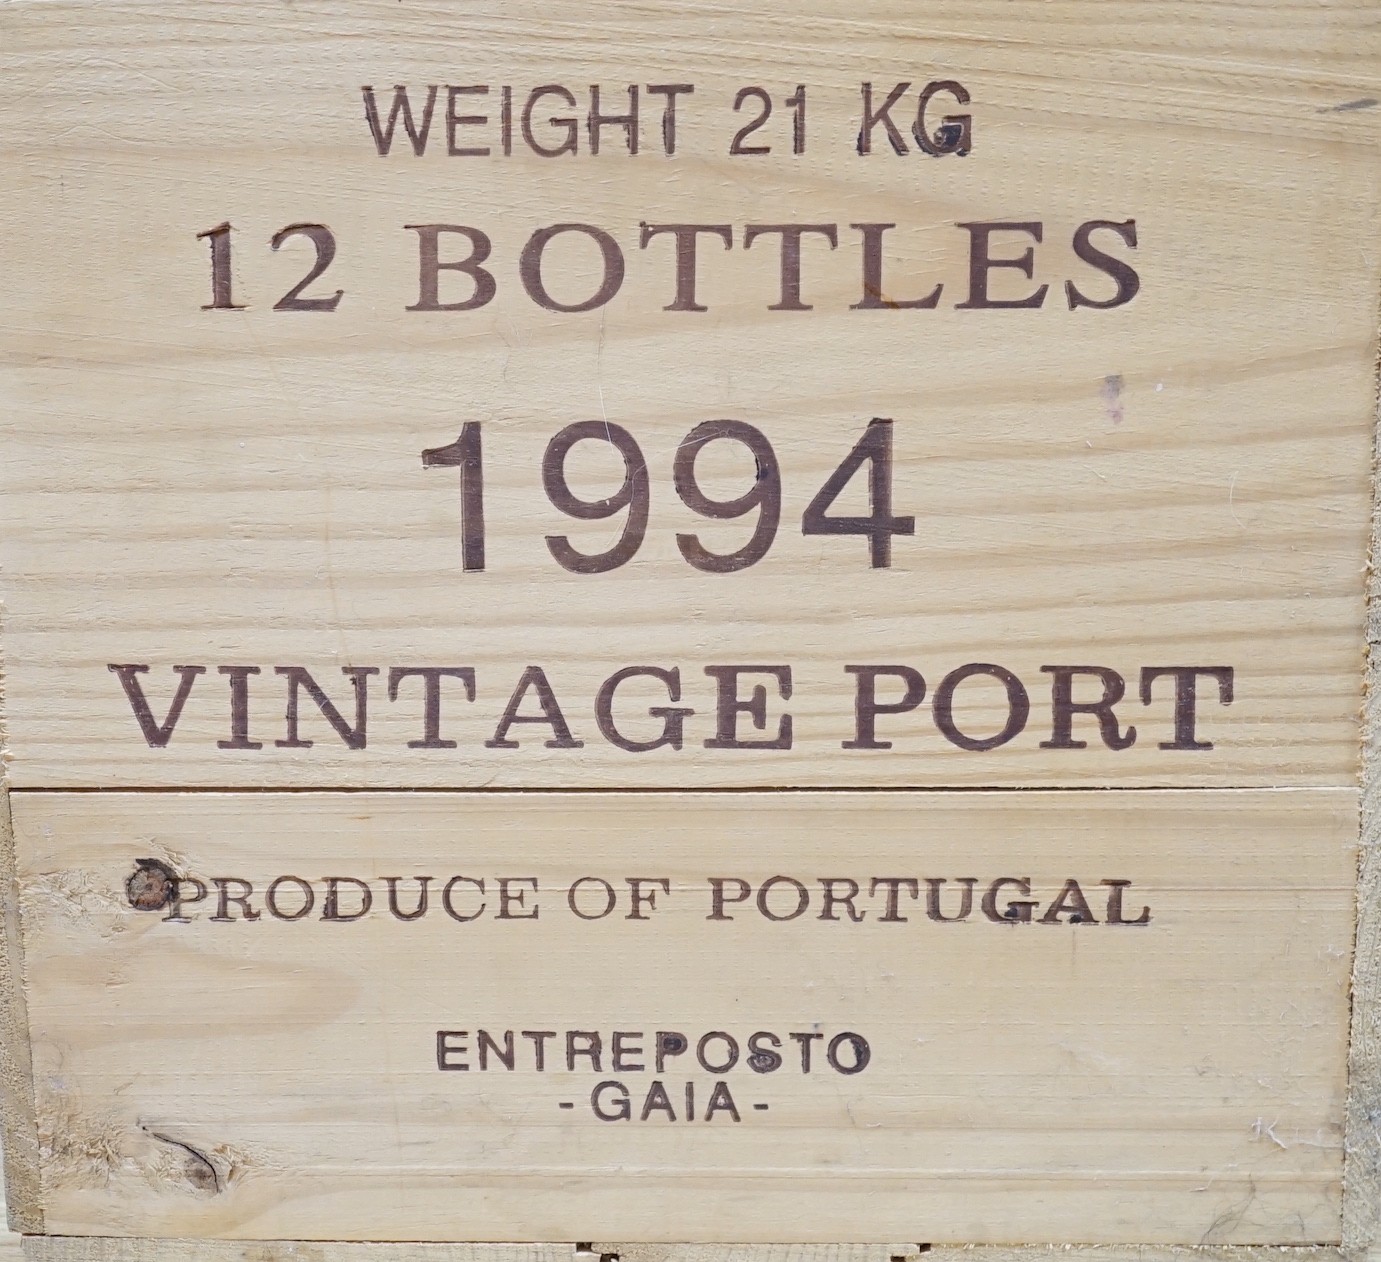 WEIGHT 21 KG
12 BOTTLES
1994
VINTAGE PORT
PRODUCE OF PORTUGAL
ENTREPOSTO
-GAIA-